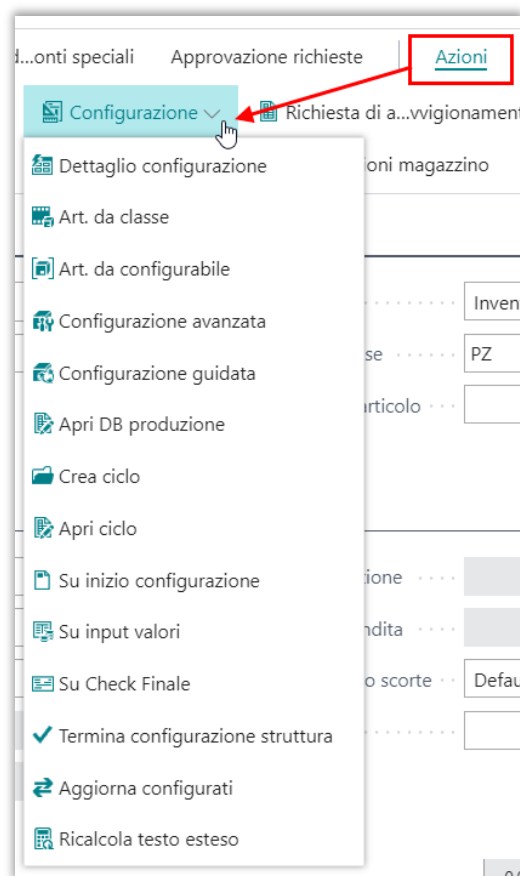 d...onti speciali Approvazione richieste Azioni
Configurazione Richiesta di a...vvigionament
Dettaglio configurazione
ioni magazzino
Art. da classe
Art. da configurabile
Inven
Configurazione avanzata
se PZ
Configurazione guidata
articolo
Apri DB produzione
Crea ciclo
Apri ciclo
Su inizio configurazione
zione
Su input valori
ndita
Su Check Finale
o scorte Defau
Termina configurazione struttura
Aggiorna configurati
Ricalcola testo esteso